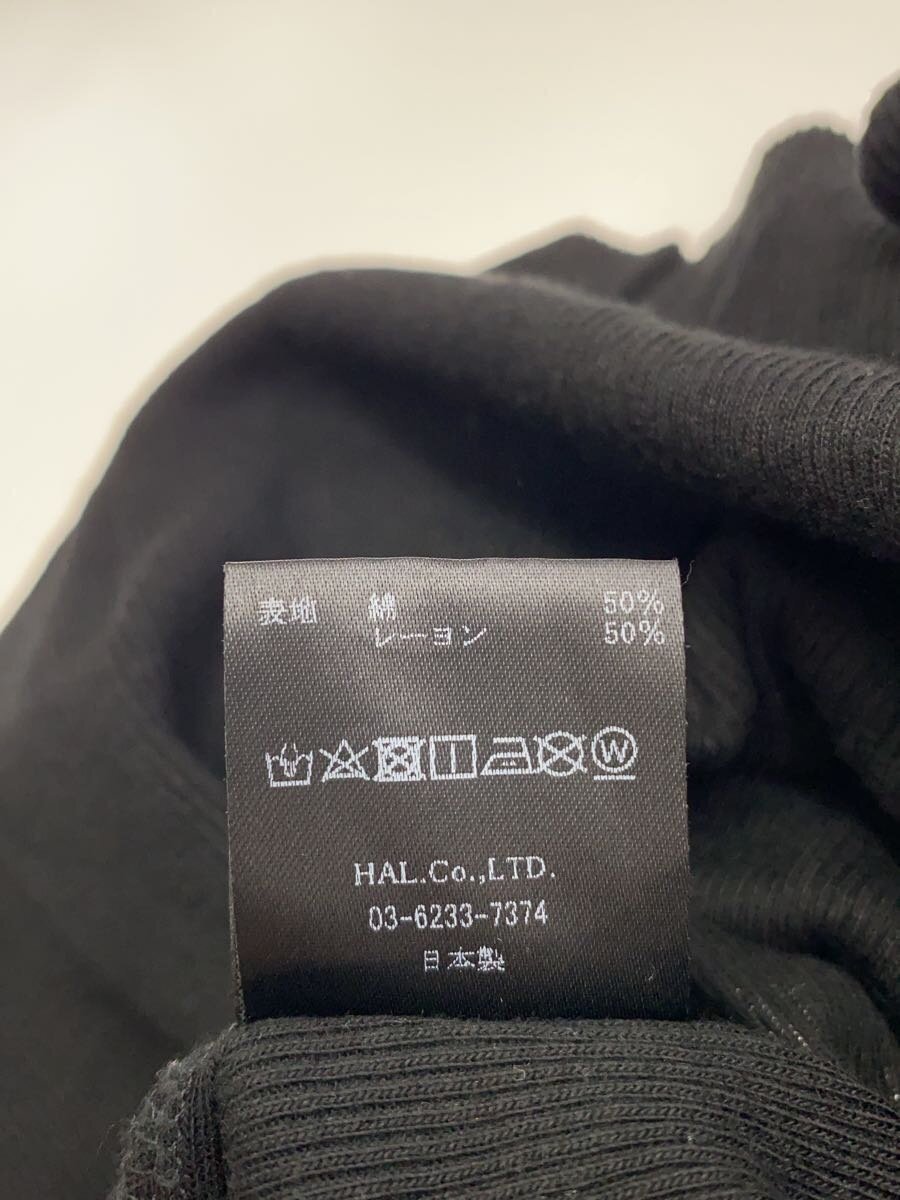 表地 綿 50%
レーヨン 50%
HAL.Co.,LTD.
03-6233-7374
日本製